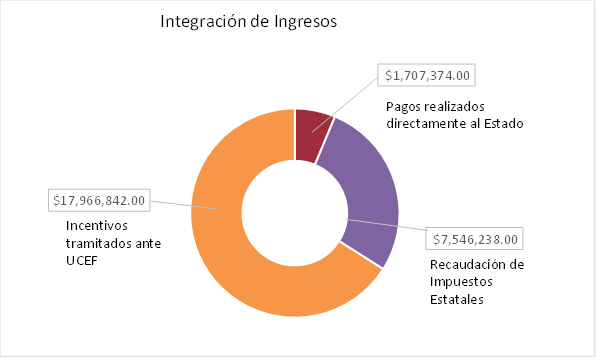 Integración de Ingresos
$1,707,374.00
Pagos realizados
directamente al Estado
$17,966,842.00
Incentivos
tramitados ante
UCEF
$7,546,238.00
Recaudación de
Impuestos
Estatales